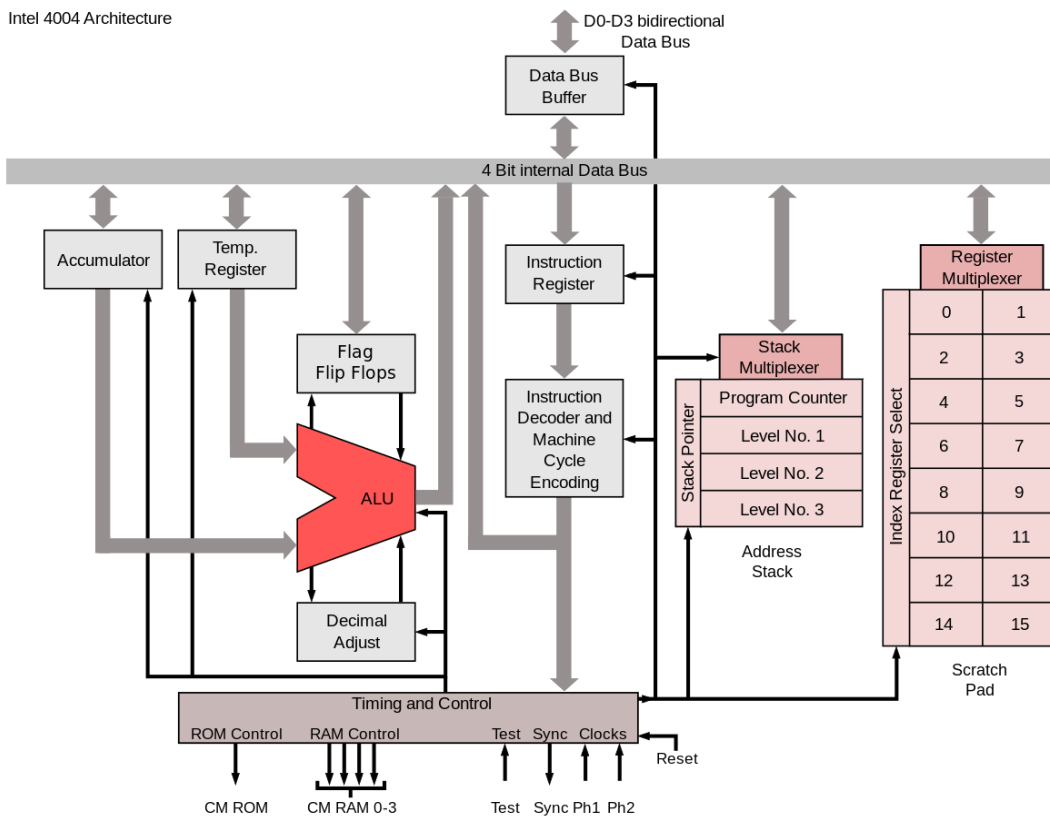 Intel 4004 Architecture
D0-D3 bidirectional
Data Bus
Data Bus
Buffer
4 Bit internal Data Bus
Accumulator
Temp.
Register
Instruction
Register
Register
Multiplexer
Flag
Flip Flops
Stack
Multiplexer
Instruction
Decoder and
Machine
Cycle
Encoding
Stack Pointer
Program Counter
Level No. 1
Level No. 2
Level No. 3
Address
Stack
Index Register Select
0 1
2 3
4 5
6 7
8 9
10 11
12 13
14 15
Scratch
Pad
ALU
Decimal
Adjust
Timing and Control
ROM Control RAM Control Test Sync Clocks
Reset
CM ROM CM RAM 0-3 Test Sync Ph1 Ph2